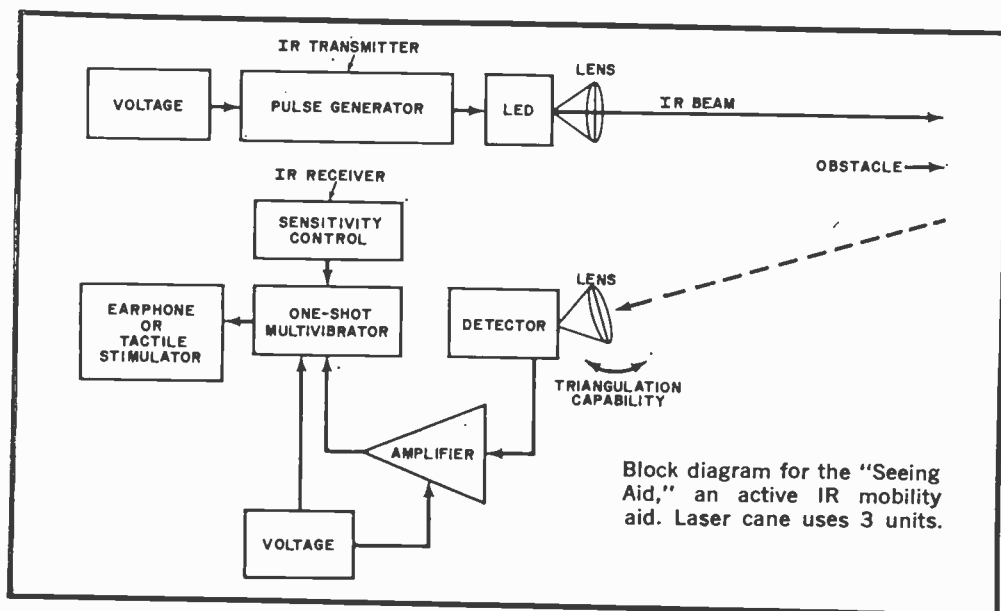 IR TRANSMITTER
VOLTAGE
PULSE GENERATOR
LED
LENS
IR BEAM
OBSTACLE
IR RECEIVER
SENSITIVITY
CONTROL
EARPHONE
OR
TACTILE
STIMULATOR
ONE-SHOT
MULTIVIBRATOR
DETECTOR
LENS
TRIANGULATION
CAPABILITY
AMPLIFIER
VOLTAGE
Block diagram for the "Seeing
Aid," an active IR mobility
aid. Laser cane uses 3 units.